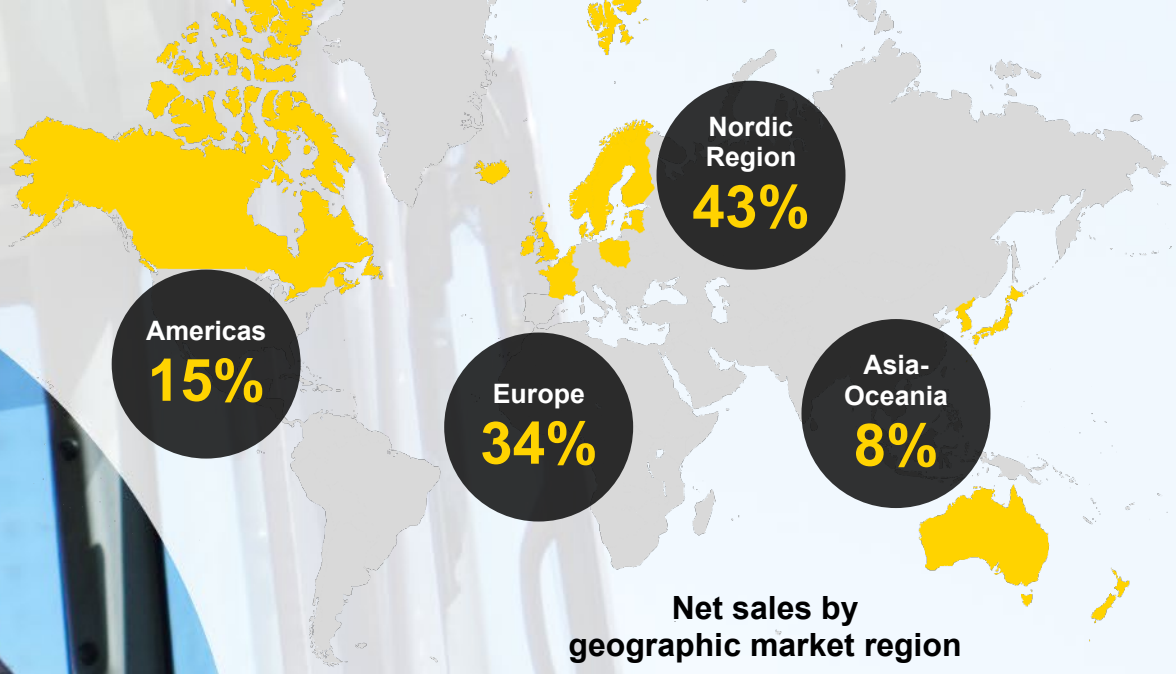 Nordic
Region
43%
Americas
15%
Europe
34%
Asia-
Oceania
8%
Net sales by
geographic market region